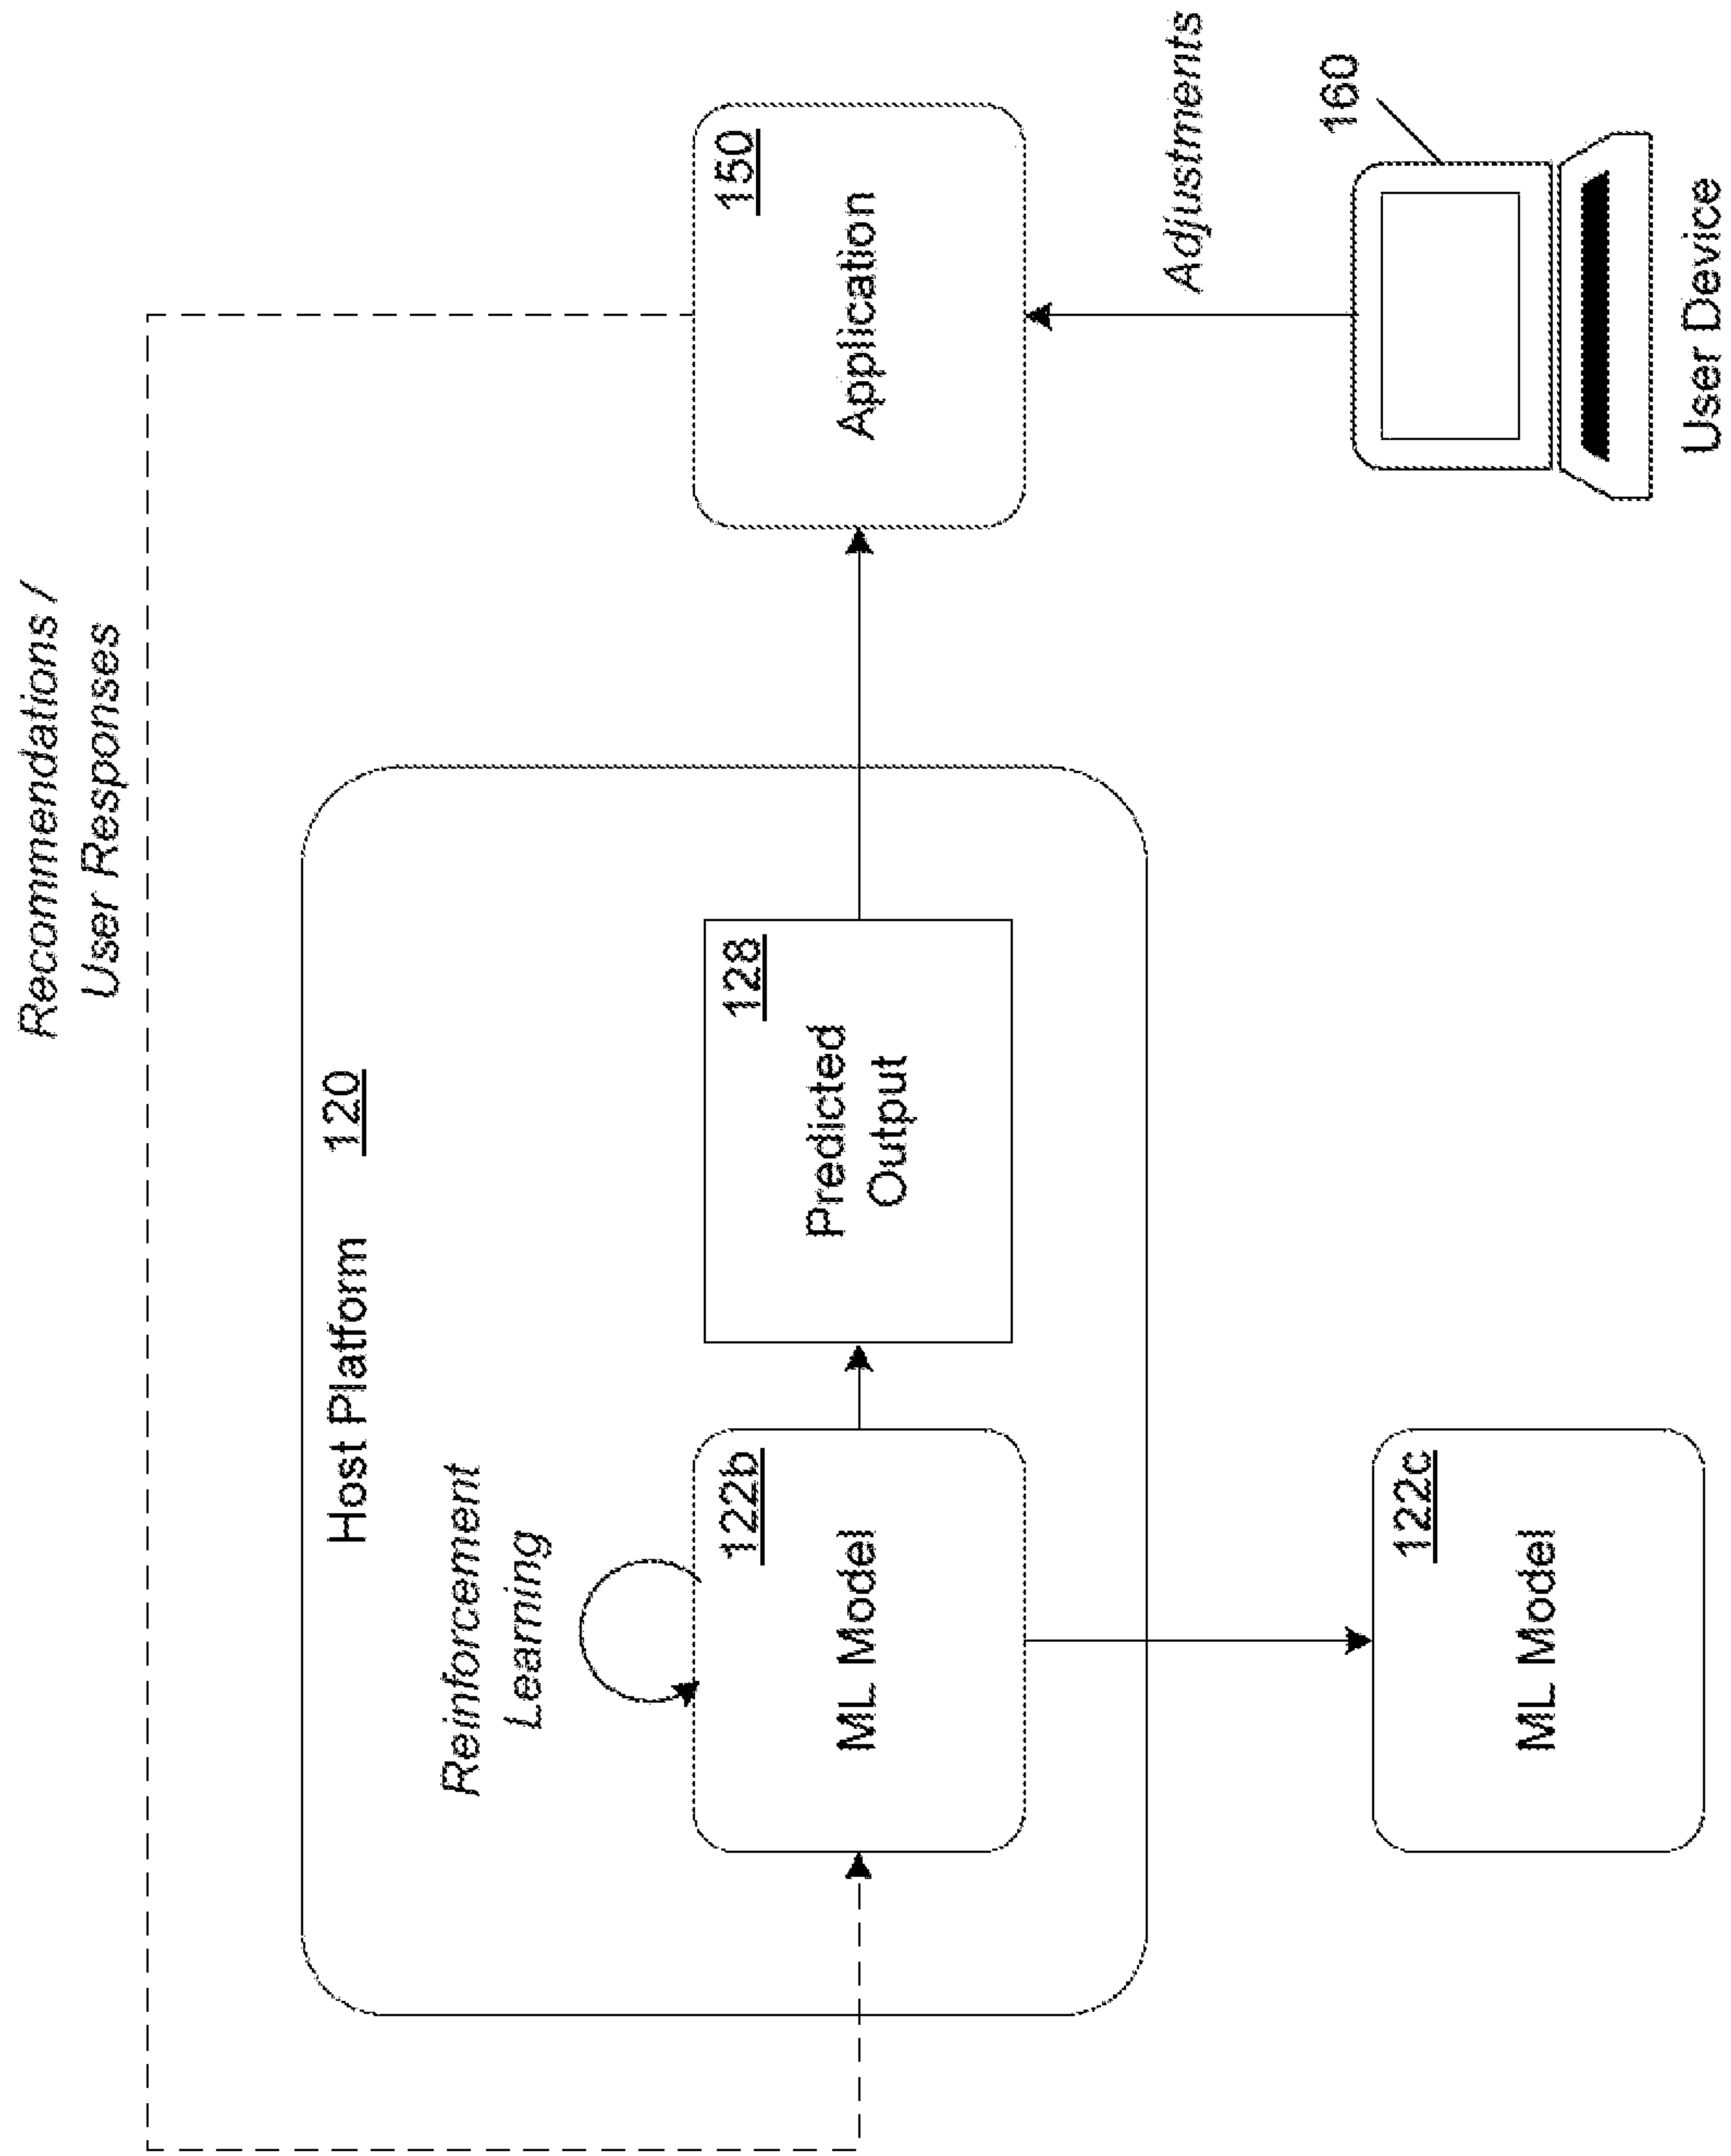 Recommendations /
User Responses
Host Platform 120
Reinforcement
Learning
122b
ML Model
128
Predicted
Output
150
Application
Adjustments
122c
ML Model
160
User Device